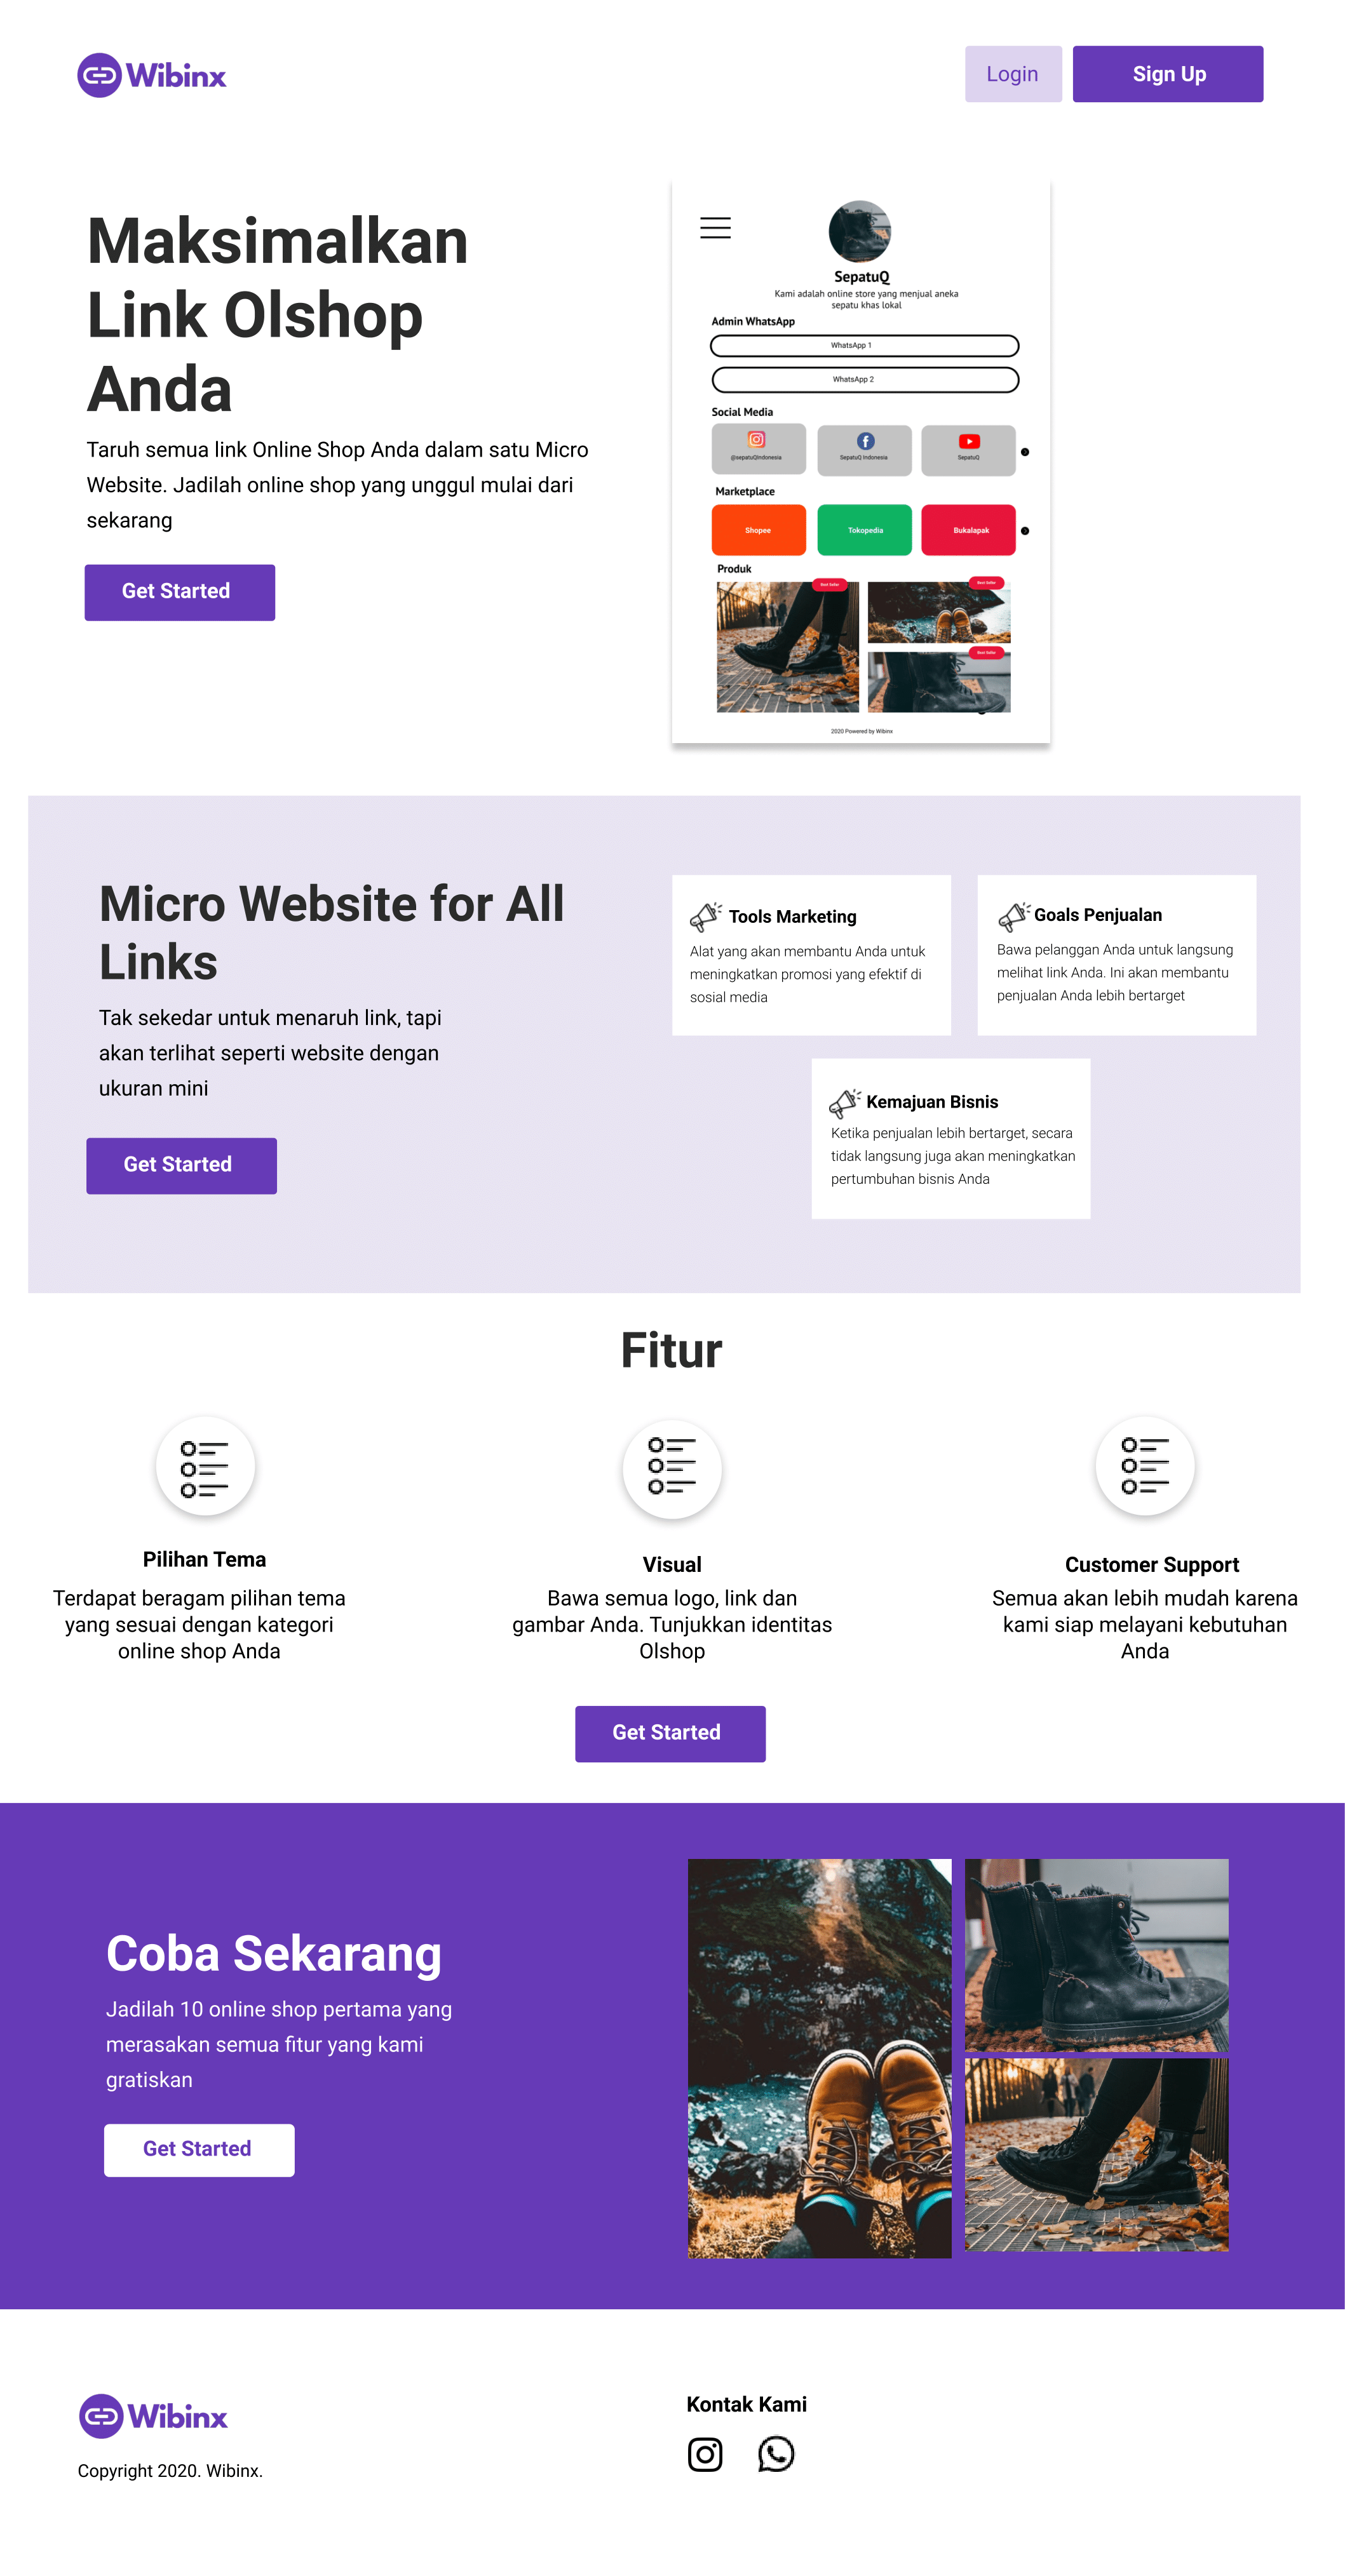 Wibinx
Login
Sign Up
Maksimalkan
Link Olshop
Anda
Taruh semua link Online Shop Anda dalam satu Micro
Website. Jadilah online shop yang unggul mulai dari
sekarang
Get Started
SepatuQ
Kami adalah online store yang menjual aneka
sepatu khas lokal
Admin WhatsApp
WhatsApp 1
WhatsApp 2
Social Media
@sepatuQIndonesia
SepatuQ Indonesia
SepatuQ
Marketplace
Shopee
Tokopedia
Bukalapak
Produk
Best Seller
Best Seller
Best Seller
2020 Powered by Wibinx
Micro Website for All
Links
Tak sekedar untuk menaruh link, tapi
akan terlihat seperti website dengan
ukuran mini
Get Started
Tools Marketing
Alat yang akan membantu Anda untuk
meningkatkan promosi yang efektif di
sosial media
Goals Penjualan
Bawa pelanggan Anda untuk langsung
melihat link Anda. Ini akan membantu
penjualan Anda lebih bertarget
Kemajuan Bisnis
Ketika penjualan lebih bertarget, secara
tidak langsung juga akan meningkatkan
pertumbuhan bisnis Anda
Fitur
Pilihan Tema
Terdapat beragam pilihan tema
yang sesuai dengan kategori
online shop Anda
Visual
Bawa semua logo, link dan
gambar Anda. Tunjukkan identitas
Olshop
Customer Support
Semua akan lebih mudah karena
kami siap melayani kebutuhan
Anda
Get Started
Coba Sekarang
Jadilah 10 online shop pertama yang
merasakan semua fitur yang kami
gratiskan
Get Started
Wibinx
Copyright 2020. Wibinx.
Kontak Kami